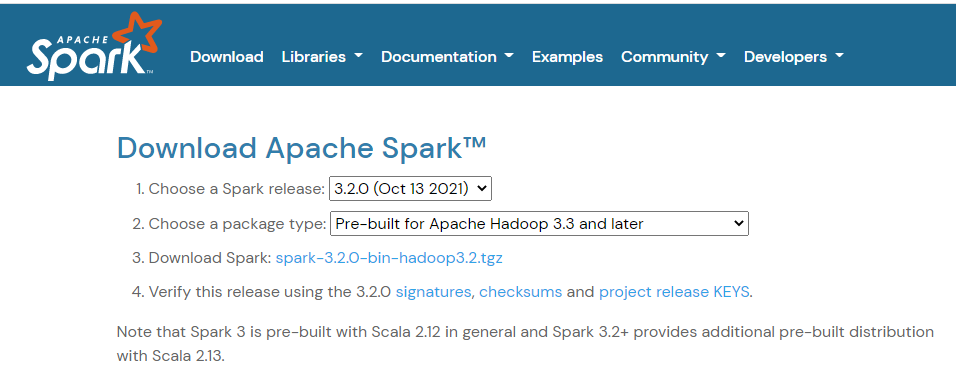 APACHE
Spark™
Download Libraries Documentation Examples Community Developers
Download Apache Spark™
1. Choose a Spark release: 3.2.0 (Oct 13 2021)
2. Choose a package type: Pre-built for Apache Hadoop 3.3 and later
3. Download Spark: spark-3.2.0-bin-hadoop3.2.tgz
4. Verify this release using the 3.2.0 signatures, checksums and project release KEYS.
Note that Spark 3 is pre-built with Scala 2.12 in general and Spark 3.2+ provides additional pre-built distribution
with Scala 2.13.